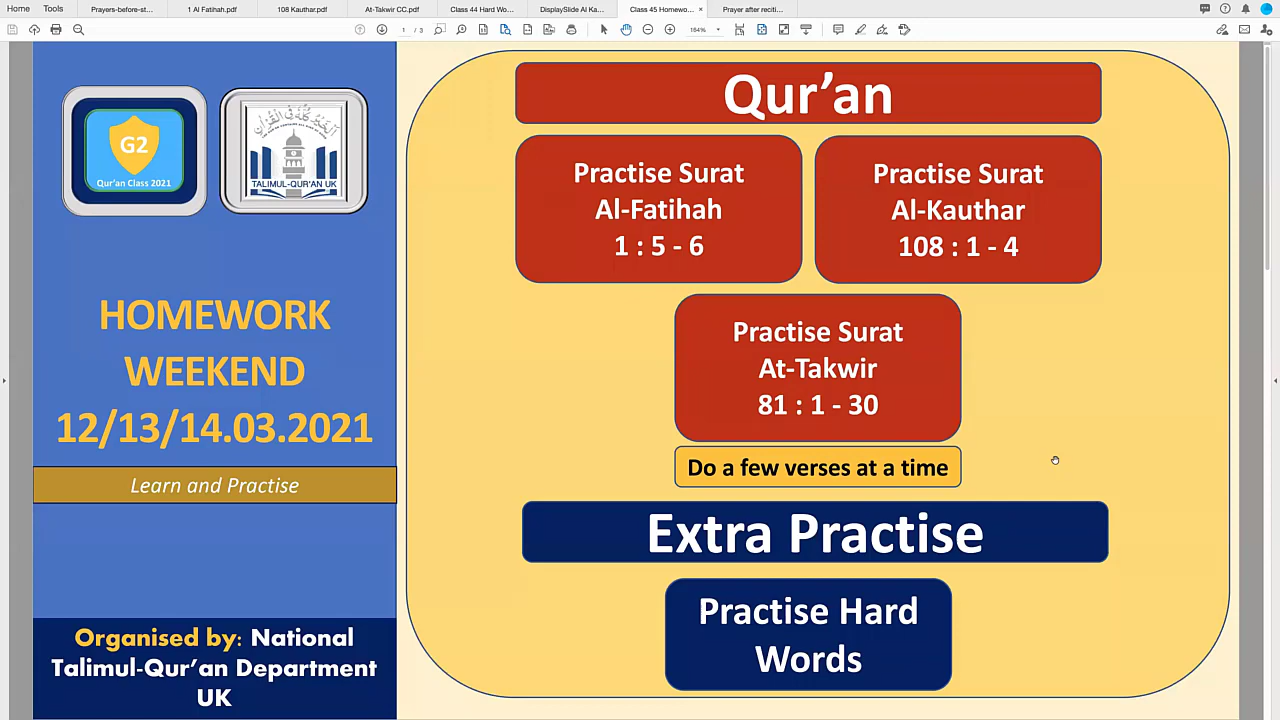 Home
Tools
Prayers-before-st...
1 Al Fatihah.pdf
108 Kauthar.pdf
At-Takwir CC.pdf
Class 44 Hard Wo...
DisplaySlide Al Ka...
Class 45 Homewo...
×
Prayer after reciti...
1 / 3
184%
G2
Qur’an Class 2021
TALIMUL-QUR'AN UK
HOMEWORK
WEEKEND
12/13/14.03.2021
Learn and Practise
Organised by: National
Talimul-Qur’an Department
UK
Qur’an
Practise Surat
Al-Fatihah
1 : 5 - 6
Practise Surat
Al-Kauthar
108 : 1 - 4
Practise Surat
At-Takwir
81 : 1 - 30
Do a few verses at a time
Extra Practise
Practise Hard
Words